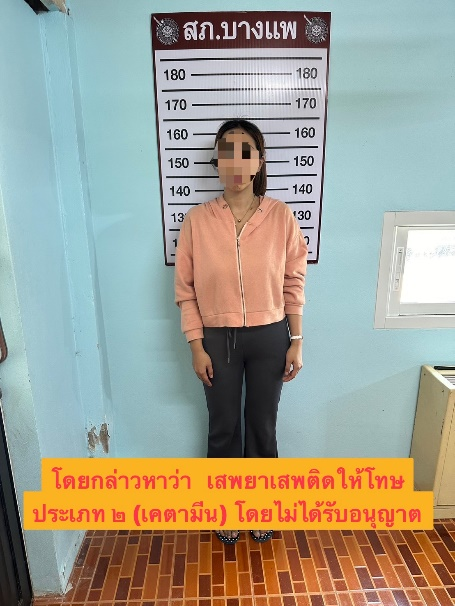 สภ.บางแพ
180 180
170 170
160 160
150 150
140 140
13 130
โดยกล่าวหาว่า เสพยาเสพติดให้โทษ
ประเภท ๒ (เคตามีน) โดยไม่ได้รับอนุญาต